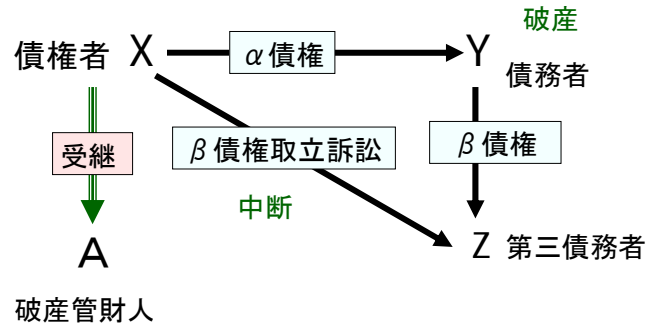 破産
債権者 X
α債権
Y
債務者
受継
β債権取立訴訟
β債権
中断
A
Z 第三債務者
破産管財人